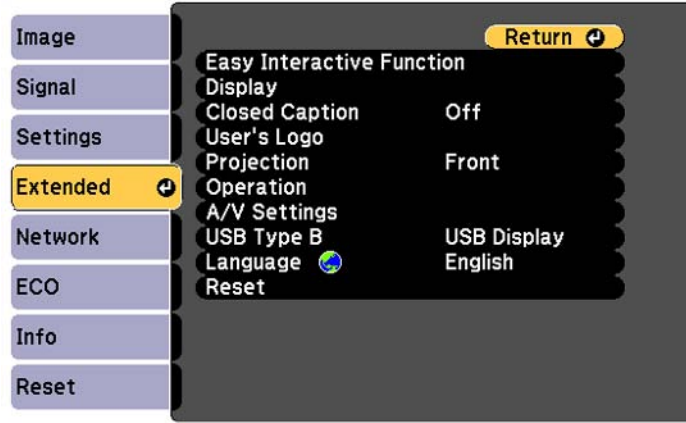 Image
Signal
Settings
Extended
Network
ECO
Info
Reset
Return
Easy Interactive Function
Display
Closed Caption Off
User's Logo
Projection Front
Operation
A/V Settings
USB Type B USB Display
Language English
Reset